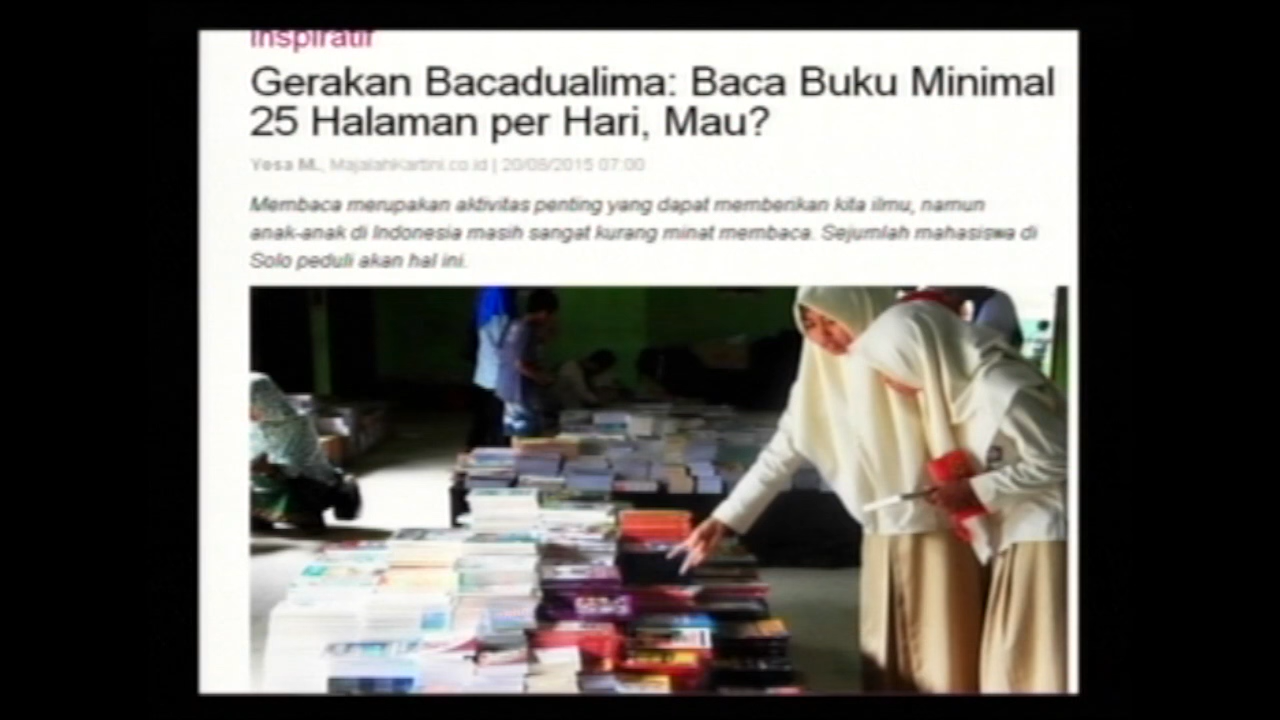 Inspiratif
Gerakan Bacadualima: Baca Buku Minimal
25 Halaman per Hari, Mau?
Yesa M., MajalahKartini.co.id | 20/08/2015 07:00
Membaca merupakan aktivitas penting yang dapat memberikan kita ilmu, namun
anak-anak di Indonesia masih sangat kurang minat membaca. Sejumlah mahasiswa di
Solo peduli akan hal ini.